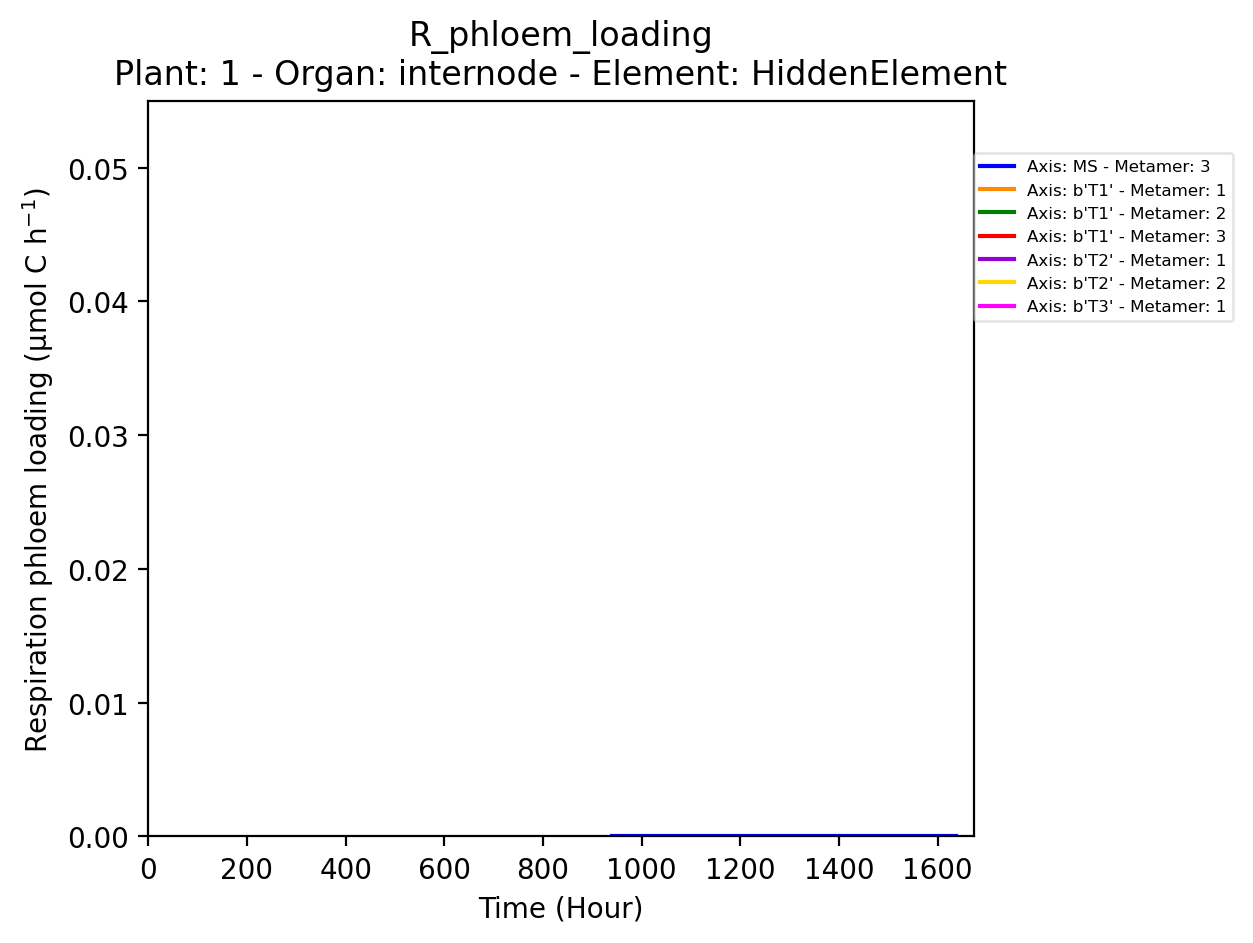 R_phloem_loading
Plant: 1 - Organ: internode - Element: HiddenElement
Respiration phloem loading (µmol C h⁻¹)
0.05
0.04
0.03
0.02
0.01
0.00
0 200 400 600 800 1000 1200 1400 1600
Time (Hour)
Axis: MS - Metamer: 3
Axis: b'T1' - Metamer: 1
Axis: b'T1' - Metamer: 2
Axis: b'T1' - Metamer: 3
Axis: b'T2' - Metamer: 1
Axis: b'T2' - Metamer: 2
Axis: b'T3' - Metamer: 1